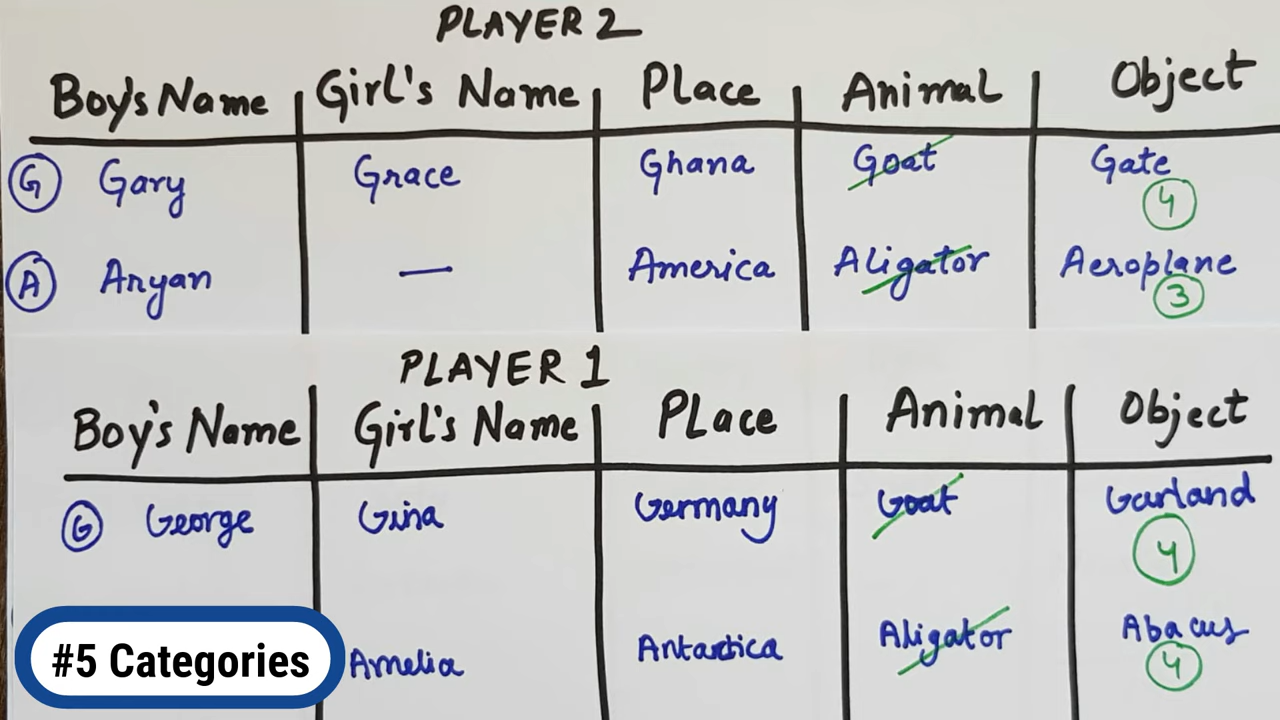 PLAYER 2
Boy's Name Girl's Name Place Animal Object
G Gary Grace Ghana Goat Gate
4
A Aryan — America Aligator Aeroplane
3
PLAYER 1
Boy's Name Girl's Name Place Animal Object
G George Gina Germany Goat Garland
4
Amelia Antarctica Aligator Abacus
4
#5 Categories